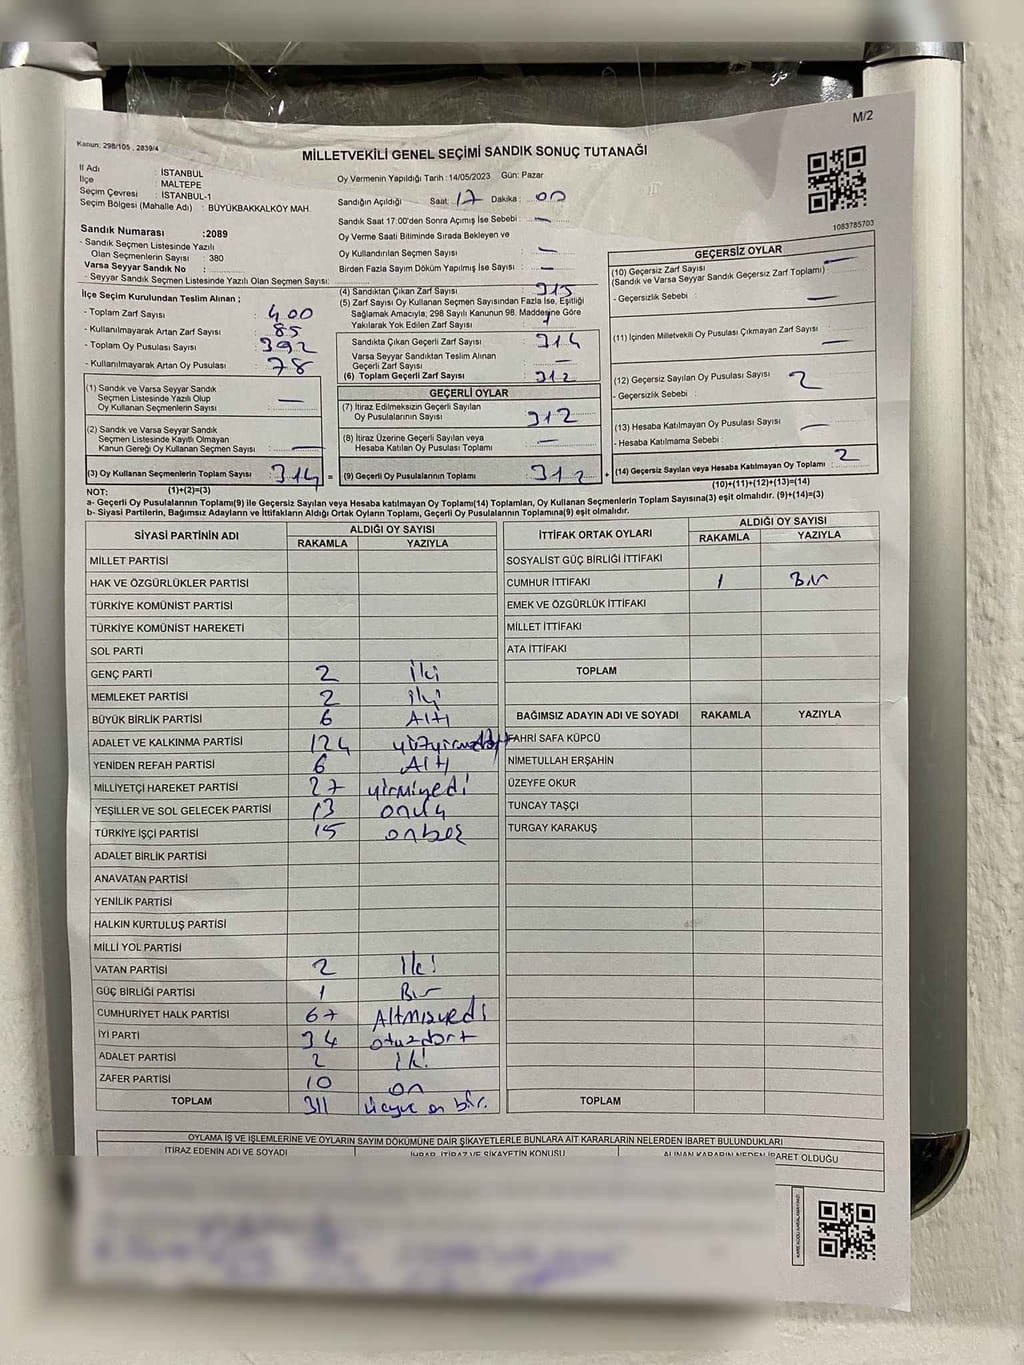 M/2
Kanun: 298/105 , 2839/4
MİLLETVEKİLİ GENEL SEÇİMİ SANDIK SONUÇ TUTANAĞI
İl Adı : İSTANBUL
İlçe : MALTEPE
Seçim Çevresi : İSTANBUL-1
Seçim Bölgesi (Mahalle Adı) : BÜYÜKBAKKALKÖY MAH.
Sandık Numarası :2089
- Sandık Seçmen Listesinde Yazılı
Olan Seçmenlerin Sayısı : 380
Varsa Seyyar Sandık No :
- Seyyar Sandık Seçmen Listesinde Yazılı Olan Seçmen Sayısı:
Oy Vermenin Yapıldığı Tarih :14/05/2023 Gün: Pazar
Sandığın Açıldığı Saat: 17 Dakika : 00
Sandık Saat 17:00'den Sonra Açımış İse Sebebi : —
Oy Verme Saati Bitiminde Sırada Bekleyen ve
Oy Kullandırılan Seçmen Sayısı : —
Birden Fazla Sayım Döküm Yapılmış İse Sayısı : —
1083785703
İlçe Seçim Kurulundan Teslim Alınan ;
- Toplam Zarf Sayısı : 400
- Kullanılmayarak Artan Zarf Sayısı : 85
- Toplam Oy Pusulası Sayısı : 392
- Kullanılmayarak Artan Oy Pusulası : 78
(1) Sandık ve Varsa Seyyar Sandık
Seçmen Listesinde Yazılı Olup
Oy Kullanan Seçmenlerin Sayısı : —
(2) Sandık ve Varsa Seyyar Sandık
Seçmen Listesinde Kayıtlı Olmayan
Kanun Gereği Oy Kullanan Seçmen Sayısı : —
(3) Oy Kullanan Seçmenlerin Toplam Sayısı : 314
(1)+(2)=(3)
(4) Sandıktan Çıkan Zarf Sayısı : 315
(5) Zarf Sayısı Oy Kullanan Seçmen Sayısından Fazla İse, Eşitliği
Sağlamak Amacıyla; 298 Sayılı Kanunun 98. Maddesine Göre
Yakılarak Yok Edilen Zarf Sayısı : 1
Sandıkta Çıkan Geçerli Zarf Sayısı : 314
Varsa Seyyar Sandıktan Teslim Alınan
Geçerli Zarf Sayısı : —
(6) Toplam Geçerli Zarf Sayısı : 312
GEÇERLİ OYLAR
(7) İtiraz Edilmeksizin Geçerli Sayılan
Oy Pusulalarının Sayısı : 312
(8) İtiraz Üzerine Geçerli Sayılan veya
Hesaba Katılan Oy Pusulası Toplamı : —
= (9) Geçerli Oy Pusulalarının Toplamı : 312
GEÇERSİZ OYLAR
(10) Geçersiz Zarf Sayısı : —
(Sandık ve Varsa Seyyar Sandık Geçersiz Zarf Toplamı)
- Geçersizlik Sebebi : —
(11) İçinden Milletvekili Oy Pusulası Çıkmayan Zarf Sayısı : —
(12) Geçersiz Sayılan Oy Pusulası Sayısı : 2
- Geçersizlik Sebebi :
(13) Hesaba Katılmayan Oy Pusulası Sayısı : —
- Hesaba Katılmama Sebebi :
+ (14) Geçersiz Sayılan veya Hesaba Katılmayan Oy Toplamı : 2
(10)+(11)+(12)+(13)=(14)
NOT:
a- Geçerli Oy Pusulalarının Toplamı(9) ile Geçersiz Sayılan veya Hesaba katılmayan Oy Toplamı(14) Toplamları, Oy Kullanan Seçmenlerin Toplam Sayısına(3) eşit olmalıdır. (9)+(14)=(3)
b- Siyasi Partilerin, Bağımsız Adayların ve İttifakların Aldığı Ortak Oyların Toplamı, Geçerli Oy Pusulalarının Toplamına(9) eşit olmalıdır.
SİYASİ PARTİNİN ADI ALDIĞI OY SAYISI
RAKAMLA YAZIYLA
MİLLET PARTİSİ
HAK VE ÖZGÜRLÜKLER PARTİSİ
TÜRKİYE KOMÜNİST PARTİSİ
TÜRKİYE KOMÜNİST HAREKETİ
SOL PARTİ
GENÇ PARTİ 2 iki
MEMLEKET PARTİSİ 2 iki
BÜYÜK BİRLİK PARTİSİ 6 Altı
ADALET VE KALKINMA PARTİSİ 124 yüzyirmidört
YENİDEN REFAH PARTİSİ 6 Altı
MİLLİYETÇİ HAREKET PARTİSİ 27 yirmiyedi
YEŞİLLER VE SOL GELECEK PARTİSİ 13 onüç
TÜRKİYE İŞÇİ PARTİSİ 15 onbeş
ADALET BİRLİK PARTİSİ
ANAVATAN PARTİSİ
YENİLİK PARTİSİ
HALKIN KURTULUŞ PARTİSİ
MİLLİ YOL PARTİSİ
VATAN PARTİSİ 2 iki
GÜÇ BİRLİĞİ PARTİSİ 1 Bir
CUMHURİYET HALK PARTİSİ 67 Altmışyedi
İYİ PARTİ 34 otuzdört
ADALET PARTİSİ 2 iki
ZAFER PARTİSİ 10 on
TOPLAM 311 üçyüz on bir.
İTTİFAK ORTAK OYLARI ALDIĞI OY SAYISI
RAKAMLA YAZIYLA
SOSYALİST GÜÇ BİRLİĞİ İTTİFAKI
CUMHUR İTTİFAKI 1 Bir
EMEK VE ÖZGÜRLÜK İTTİFAKI
MİLLET İTTİFAKI
ATA İTTİFAKI
TOPLAM
BAĞIMSIZ ADAYIN ADI VE SOYADI RAKAMLA YAZIYLA
FAHRİ SAFA KÜPCÜ
NİMETULLAH ERŞAHİN
ÜZEYFE OKUR
TUNCAY TAŞÇI
TURGAY KARAKUŞ
TOPLAM
OYLAMA İŞ VE İŞLEMLERİNE VE OYLARIN SAYIM DÖKÜMÜNE DAİR ŞİKAYETLERLE BUNLARA AİT KARARLARIN NELERDEN İBARET BULUNDUKLARI
İTİRAZ EDENİN ADI VE SOYADI İHBAR, İTİRAZ VE ŞİKAYETİN KONUSU ALINAN KARARIN NEDEN İBARET OLDUĞU